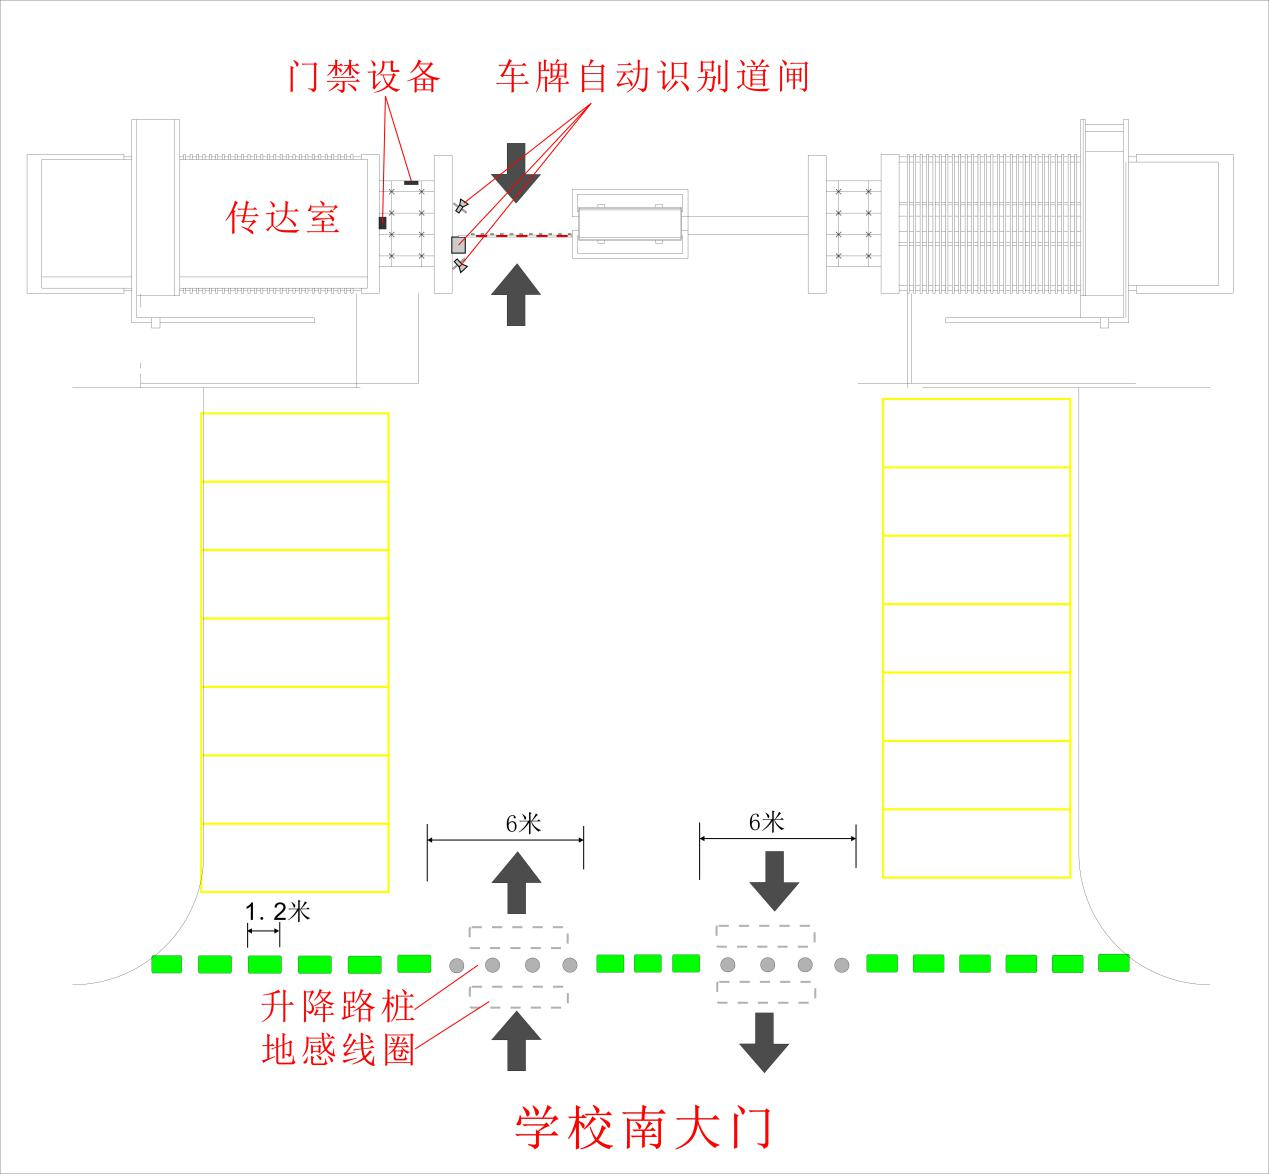 门禁设备
车牌自动识别道闸
传达室
6米
6米
1.2米
升降路桩
地感线圈
学校南大门